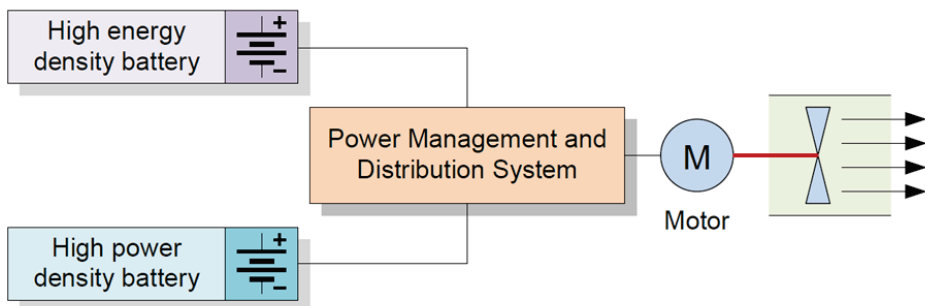 High energy
density battery
+
−
Power Management and
Distribution System
M
Motor
High power
density battery
+
−